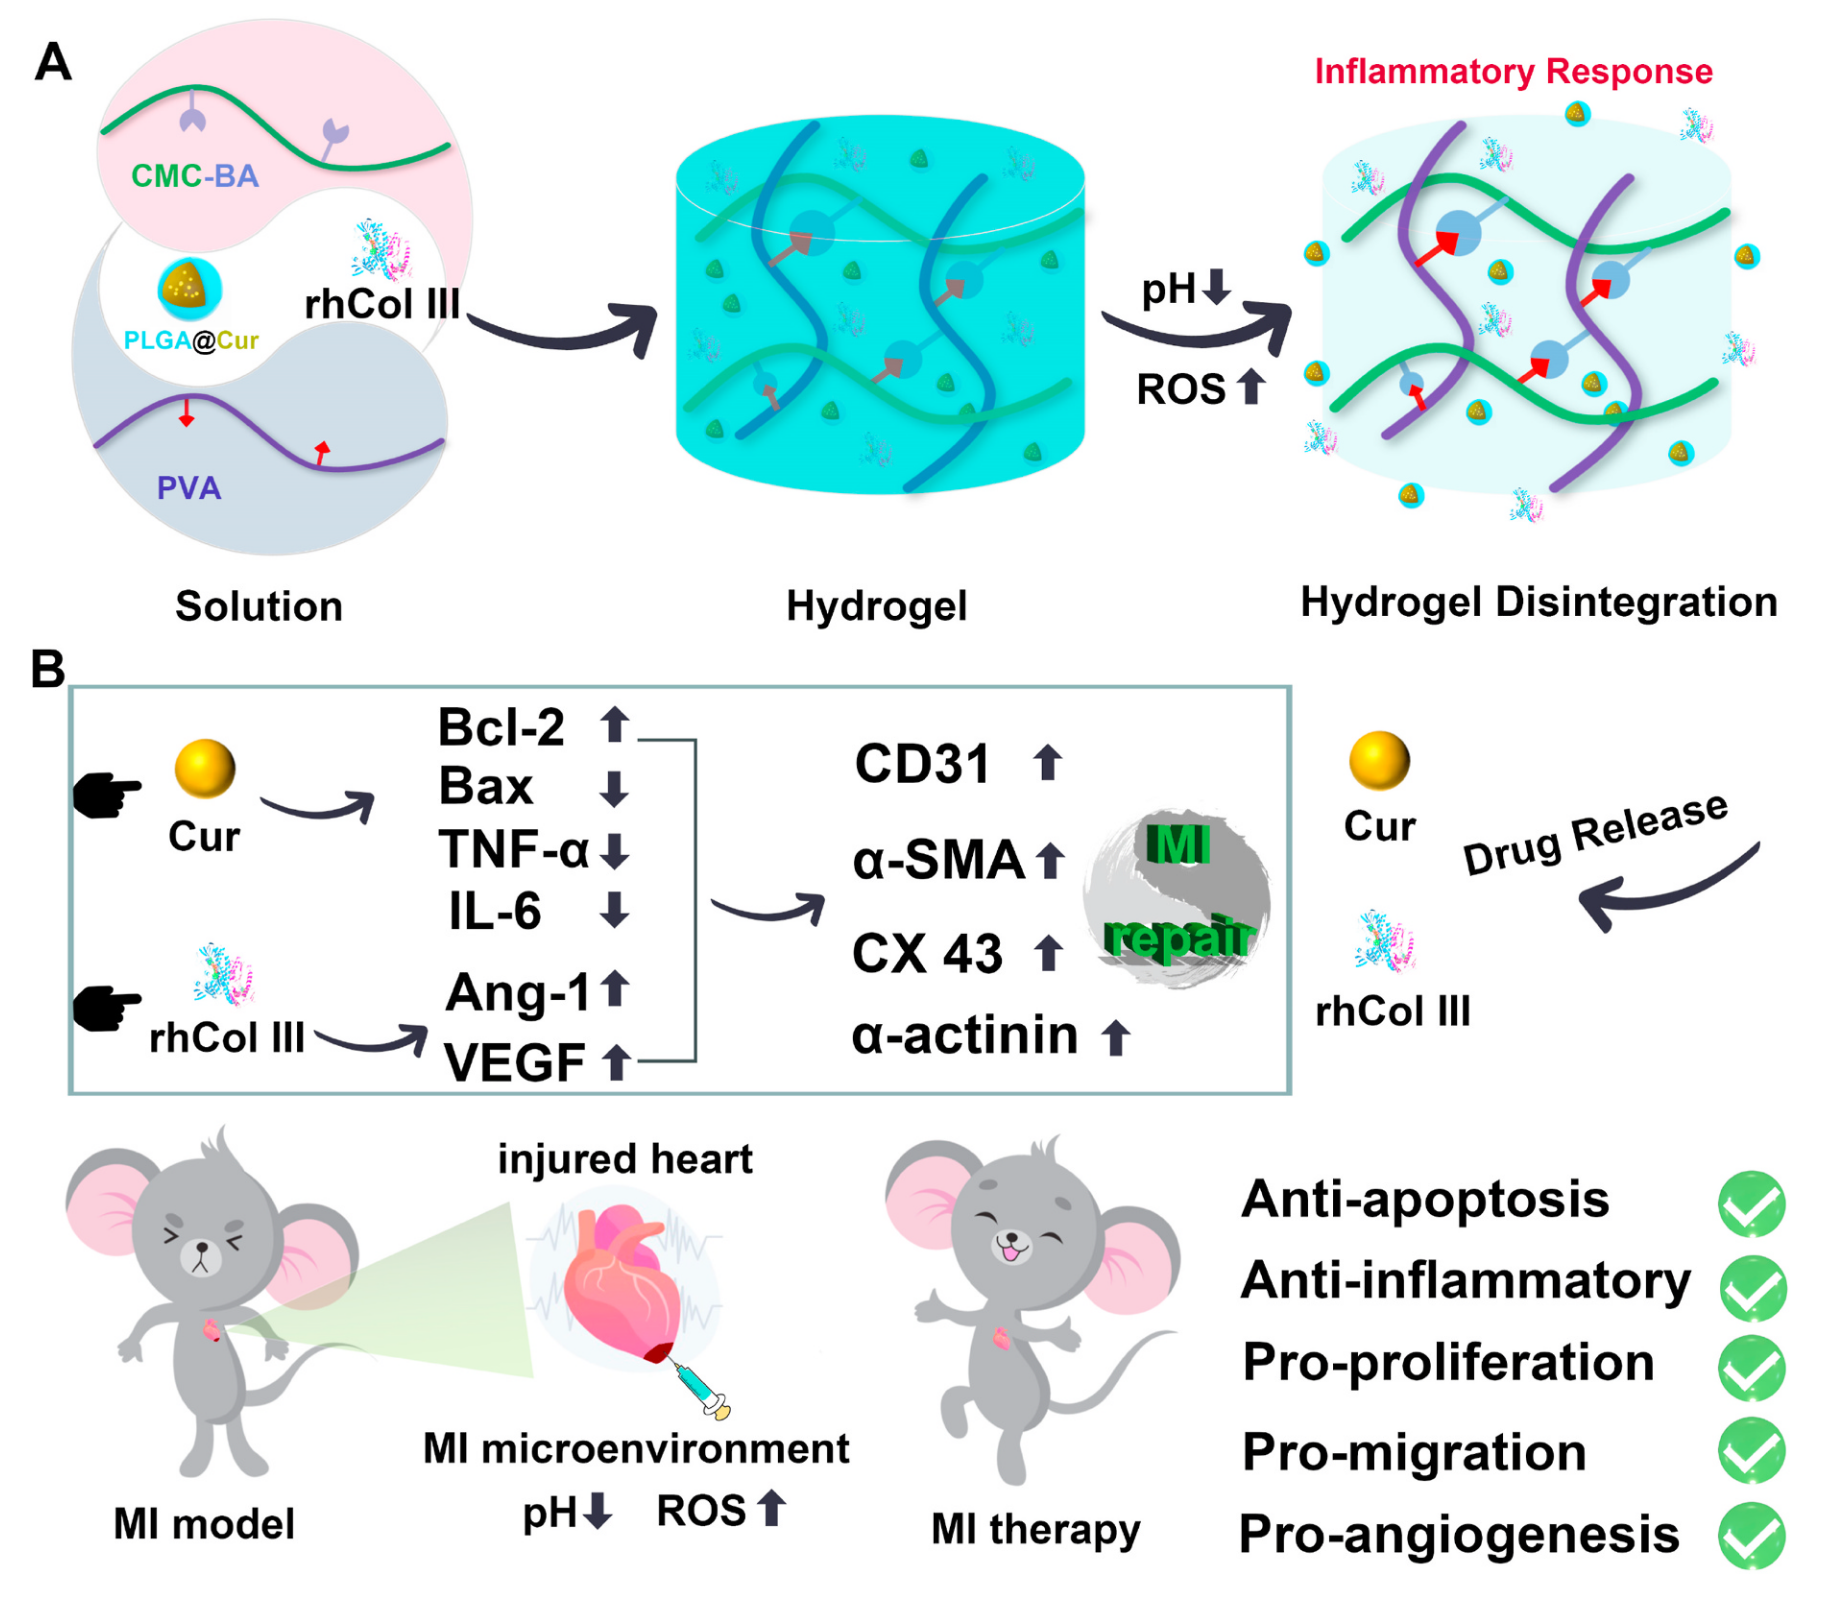 A
Inflammatory Response
CMC-BA
rhCol III
PLGA@Cur
PVA
pH
ROS
Solution
Hydrogel
Hydrogel Disintegration
B
Cur
rhCol III
Bcl-2
Bax
TNF-α
IL-6
Ang-1
VEGF
CD31
α-SMA
CX 43
α-actinin
MI
repair
Cur
Drug Release
rhCol III
injured heart
MI microenvironment
pH ROS
MI model
MI therapy
Anti-apoptosis
Anti-inflammatory
Pro-proliferation
Pro-migration
Pro-angiogenesis